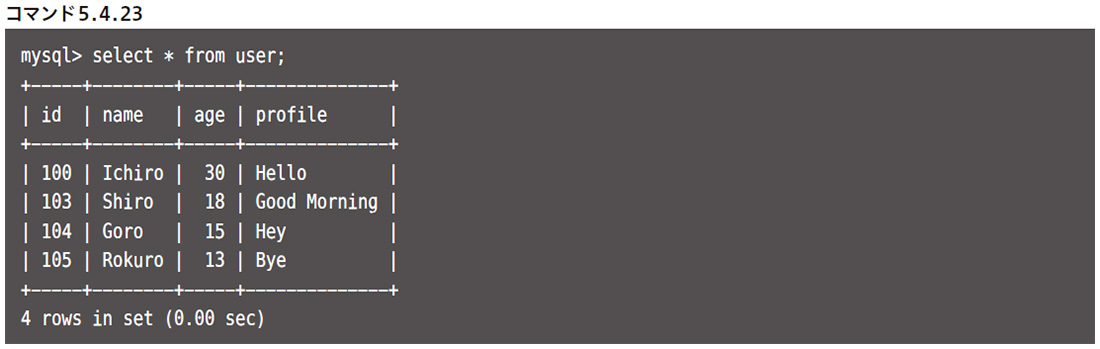 コマンド5.4.23
mysql> select * from user;
+-----+--------+-----+--------------+
| id  | name   | age | profile      |
+-----+--------+-----+--------------+
| 100 | Ichiro |  30 | Hello        |
| 103 | Shiro  |  18 | Good Morning |
| 104 | Goro   |  15 | Hey          |
| 105 | Rokuro |  13 | Bye          |
+-----+--------+-----+--------------+
4 rows in set (0.00 sec)